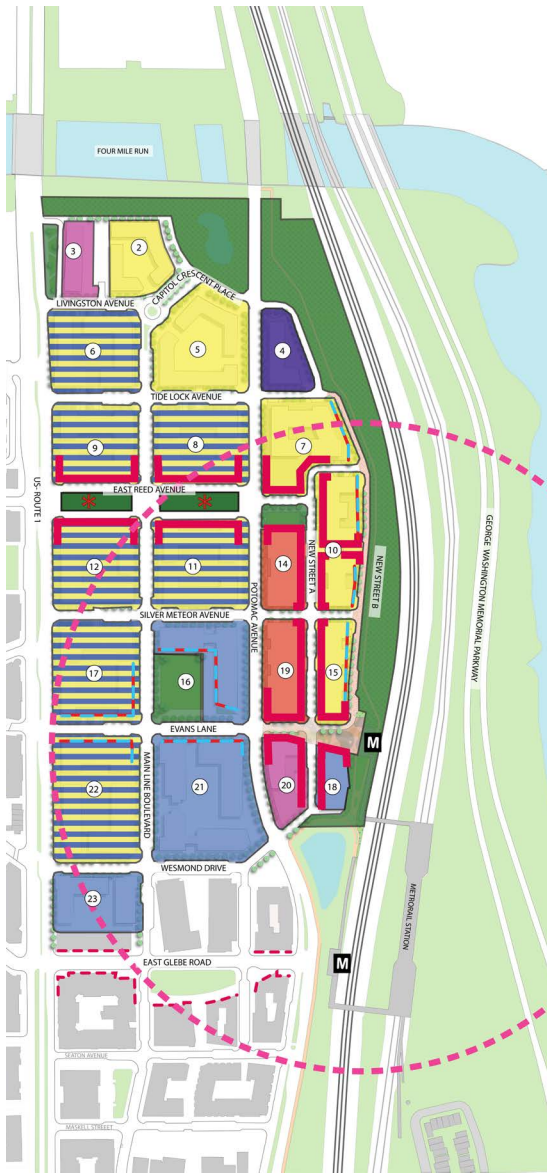 FOUR MILE RUN
3
2
CAPITOL CRESCENT PLACE
LIVINGSTON AVENUE
6
5
4
TIDE LOCK AVENUE
9
8
7
EAST REED AVENUE
US- ROUTE 1
12
11
14
NEW STREET A
10
NEW STREET B
GEORGE WASHINGTON MEMORIAL PARKWAY
POTOMAC AVENUE
SILVER METEOR AVENUE
17
16
19
15
EVANS LANE
M
22
MAIN LINE BOULEVARD
21
20
18
WESMOND DRIVE
23
METRORAIL STATION
EAST GLEBE ROAD
M
SEATON AVENUE
MASKELL STREEET